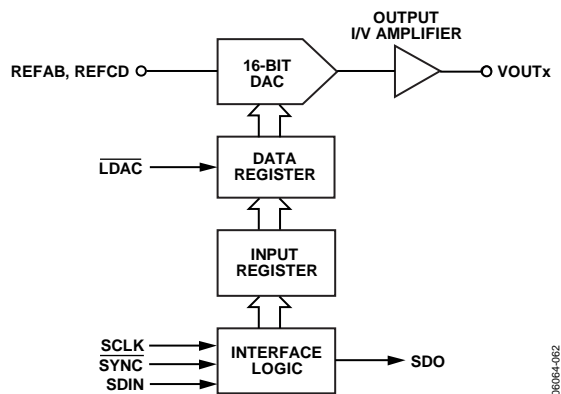 OUTPUT
I/V AMPLIFIER
REFAB, REFCD
16-BIT
DAC
VOUTx
LDAC
DATA
REGISTER
INPUT
REGISTER
SCLK
SYNC
SDIN
INTERFACE
LOGIC
SDO
06064-062